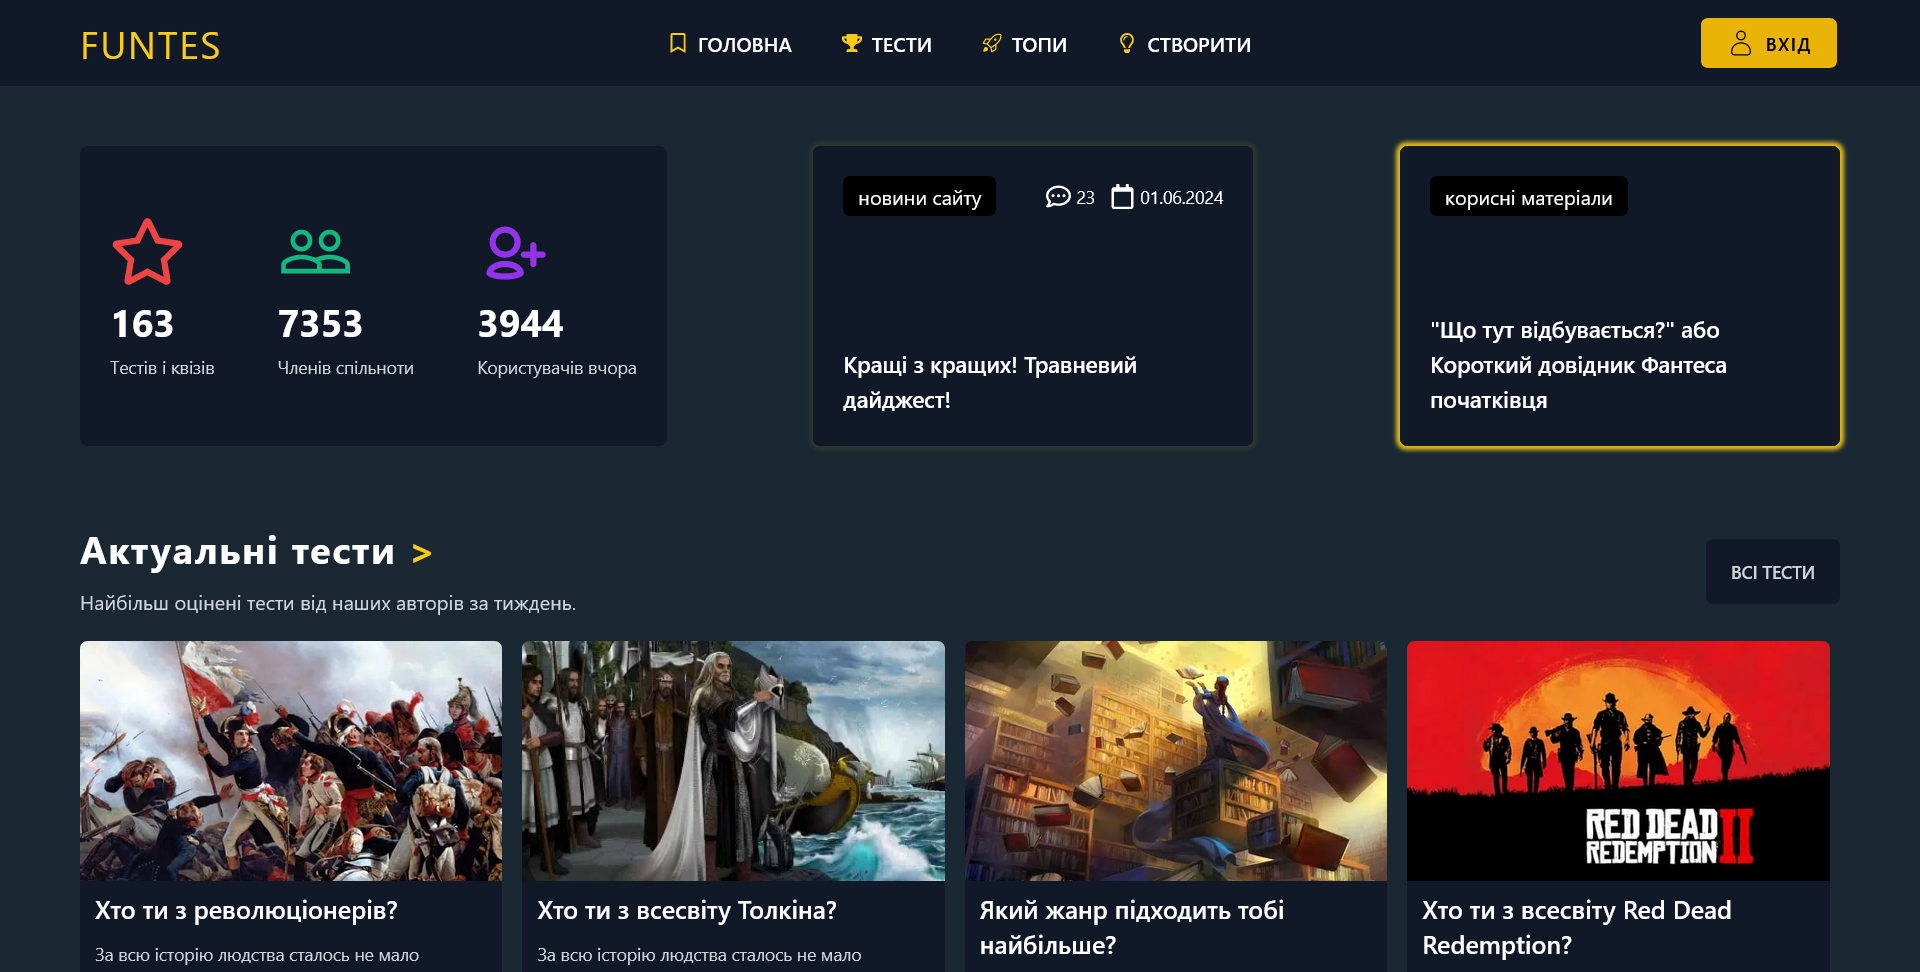 FUNTES
ГОЛОВНА
ТЕСТИ
ТОПИ
СТВОРИТИ
ВХІД
163
Тестів і квізів
7353
Членів спільноти
3944
Користувачів вчора
новини сайту
23
01.06.2024
Кращі з кращих! Травневий
дайджест!
корисні матеріали
"Що тут відбувається?" або
Короткий довідник Фантеса
початківця
Актуальні тести >
Найбільш оцінені тести від наших авторів за тиждень.
ВСІ ТЕСТИ
RED DEAD
REDEMPTION II
Хто ти з революціонерів?
За всю історію людства сталось не мало
Хто ти з всесвіту Толкіна?
За всю історію людства сталось не мало
Який жанр підходить тобі
найбільше?
Хто ти з всесвіту Red Dead
Redemption?